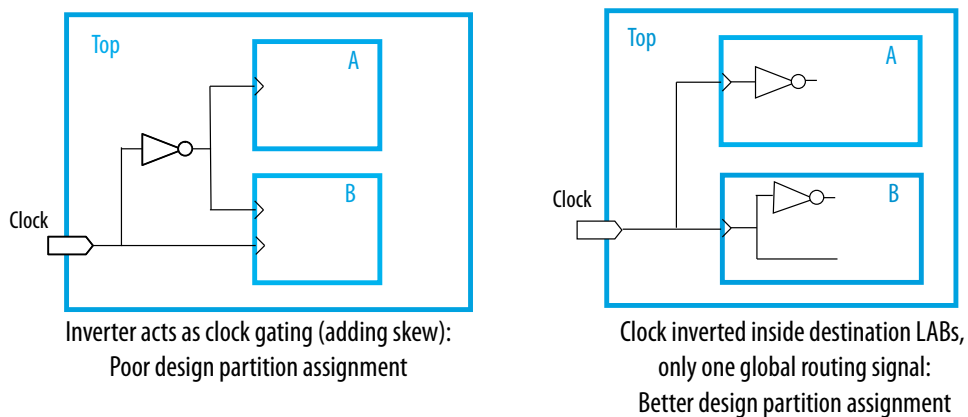 Top
A
B
Clock
Inverter acts as clock gating (adding skew):
Poor design partition assignment
Top
A
B
Clock
Clock inverted inside destination LABs,
only one global routing signal:
Better design partition assignment